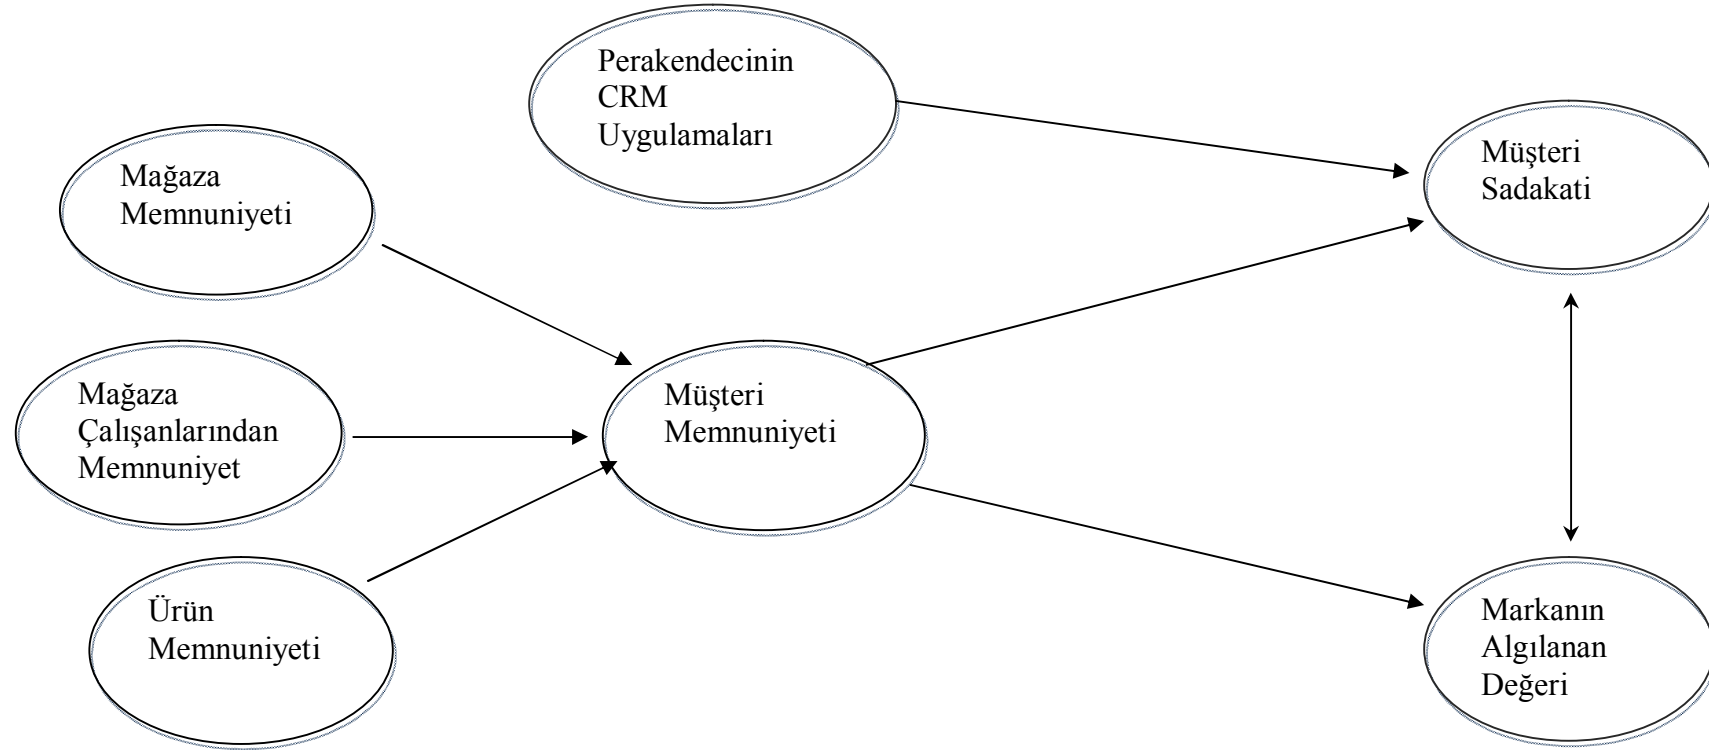 Perakendecinin
CRM
Uygulamaları
Mağaza
Memnuniyeti
Müşteri
Sadakati
Mağaza
Çalışanlarından
Memnuniyet
Müşteri
Memnuniyeti
Ürün
Memnuniyeti
Markanın
Algılanan
Değeri